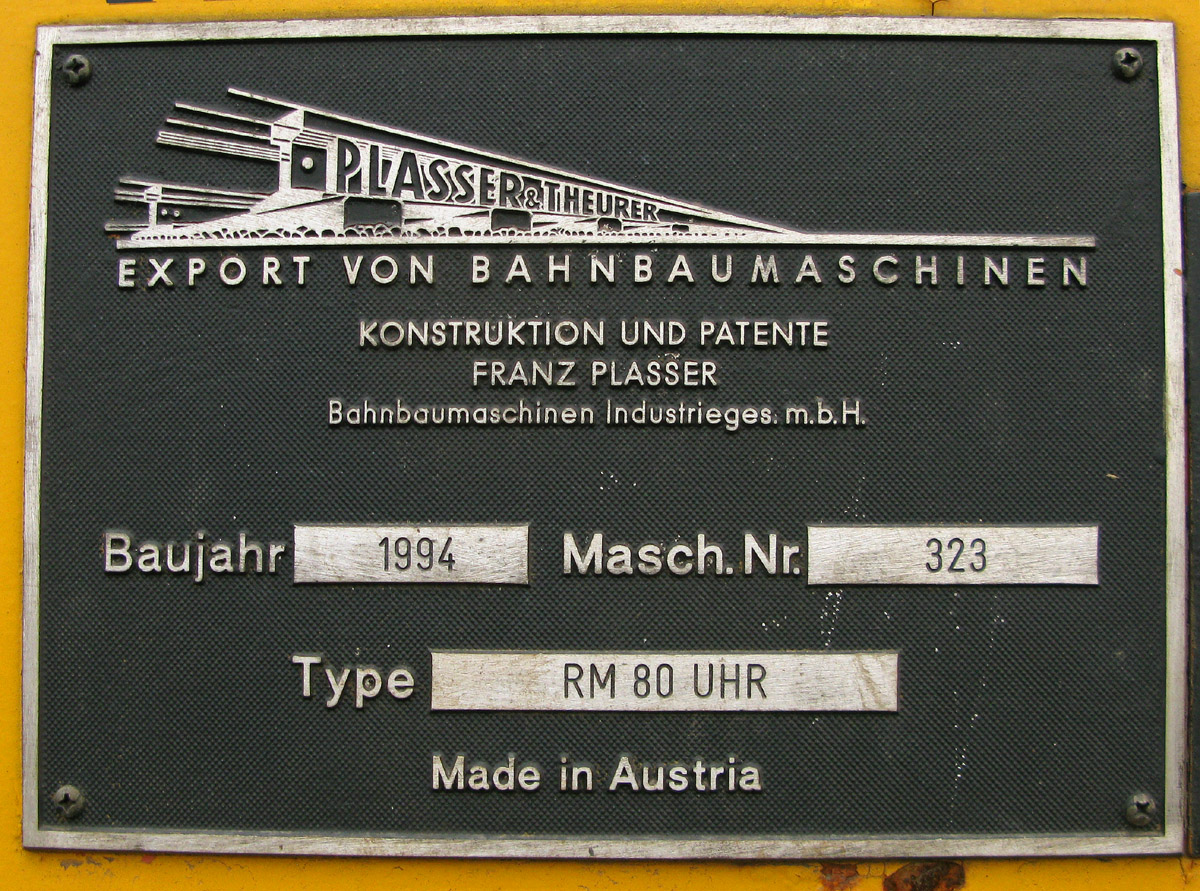 PLASSER & THEURER
EXPORT VON BAHNBAUMASCHINEN
KONSTRUKTION UND PATENTE
FRANZ PLASSER
Bahnbaumaschinen Industrieges. m.b.H.
Baujahr 1994 Masch. Nr. 323
Type RM 80 UHR
Made in Austria